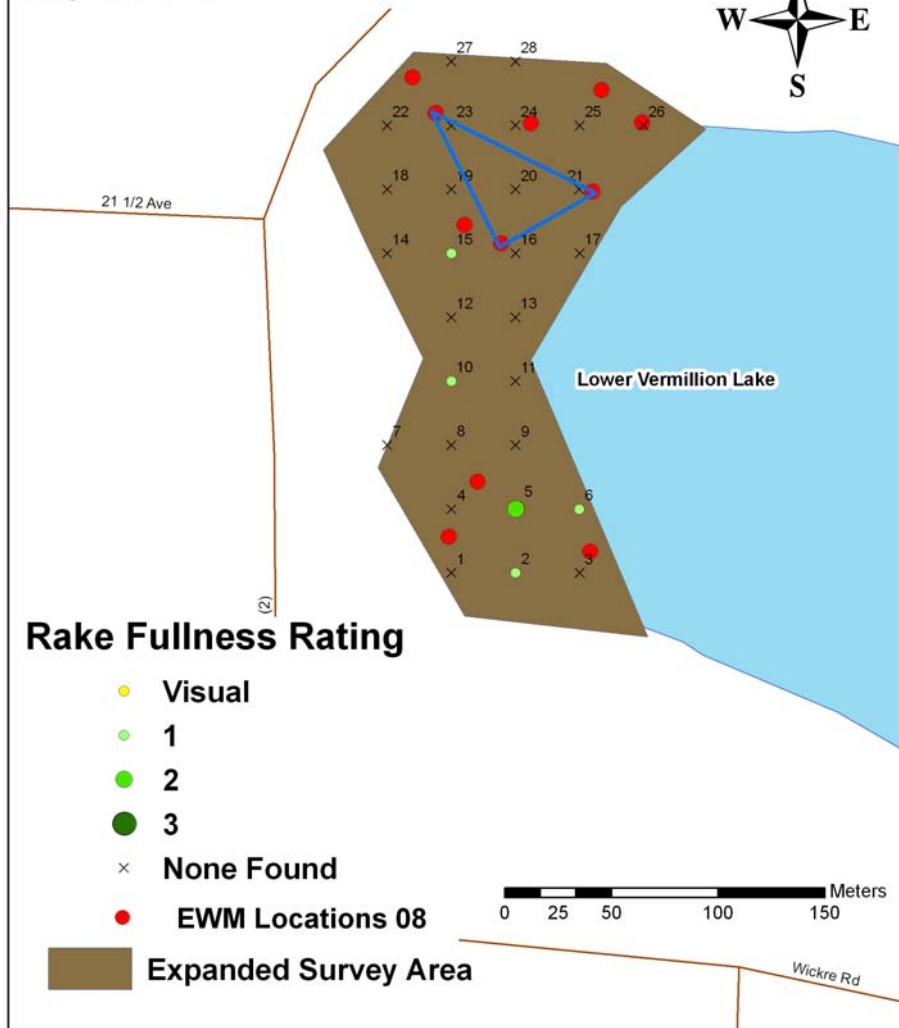 W E
S
27 28
22 23 24 25 26
18 19 20 21
21 1/2 Ave
14 15 16 17
12 13
10 11
Lower Vermillion Lake
7 8 9
4 5 6
1 2 3
(2)
Rake Fullness Rating
Visual
1
2
3
None Found
EWM Locations 08
Expanded Survey Area
Meters
0 25 50 100 150
Wickre Rd